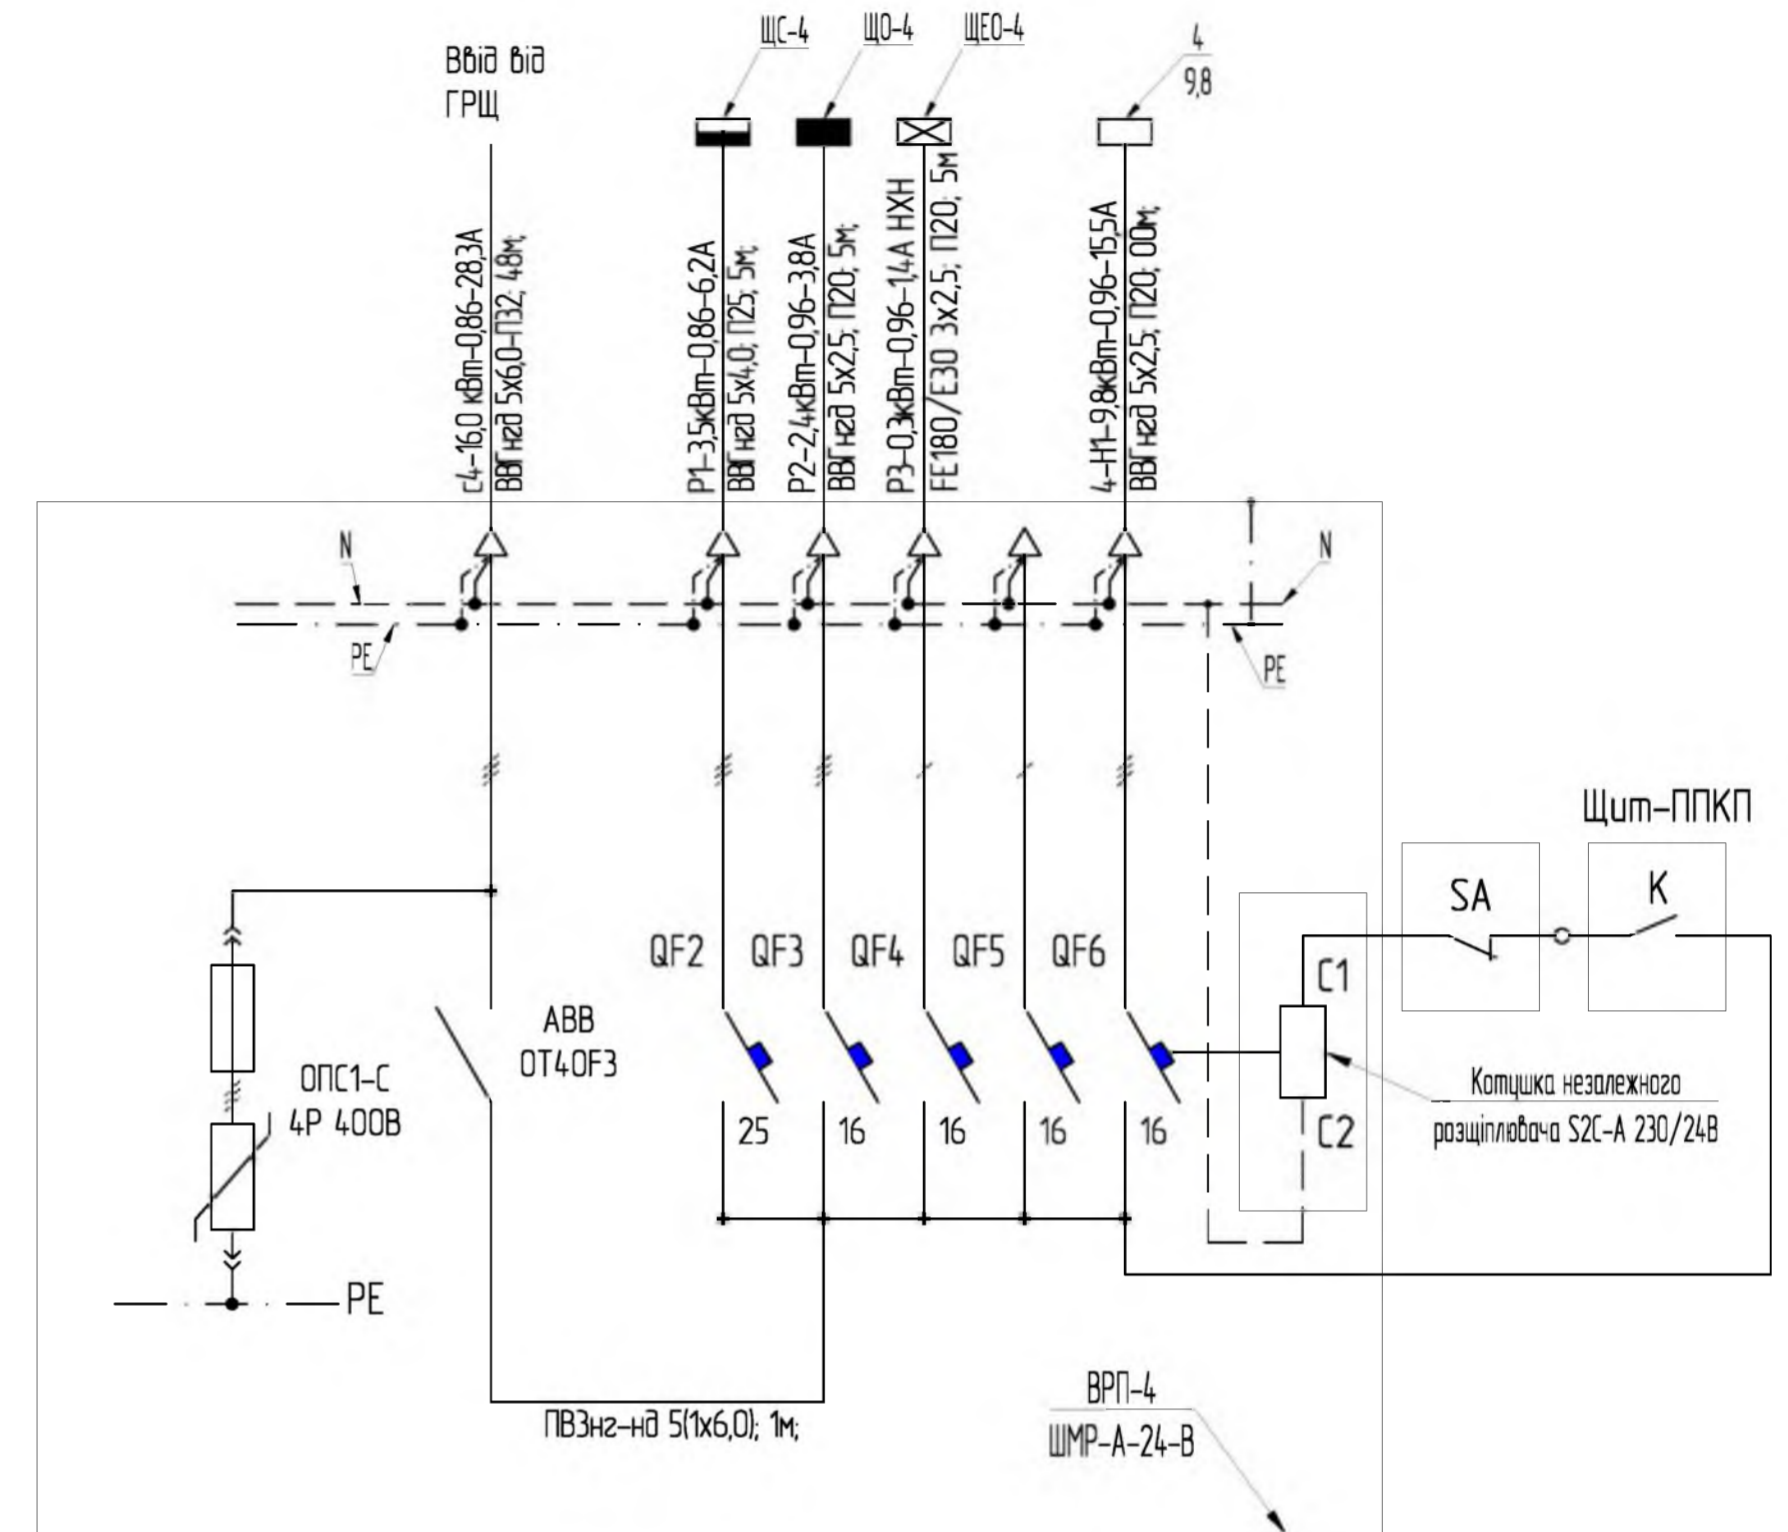 Ввід від
ГРЩ
ЩС-4
ЩО-4
ЩЕО-4
4
9,8
С4-16,0 кВт-0,86-28,3А
ВВГнгд 5х6,0-П32; 48м;
Р1-3,5кВт-0,86-6,2А
ВВГнгд 5х4,0; П25; 5м;
Р2-2,4кВт-0,96-3,8А
ВВГнгд 5х2,5; П20; 5м;
Р3-0,3кВт-0,96-1,4А НХН
FE180/E30 3х2,5; П20; 5м
4-Н1-9,8кВт-0,96-15,5А
ВВГнгд 5х2,5; П20; 00м;
N
N
PE
PE
Щит-ППКП
SA
K
QF2
QF3
QF4
QF5
QF6
C1
ABB
OT40F3
ОПС1-С
4Р 400В
25
16
16
16
16
C2
Котушка незалежного
розщіплювача S2C-A 230/24В
PE
ПВ3нг-нд 5(1х6,0); 1м;
ВРП-4
ШМР-А-24-В